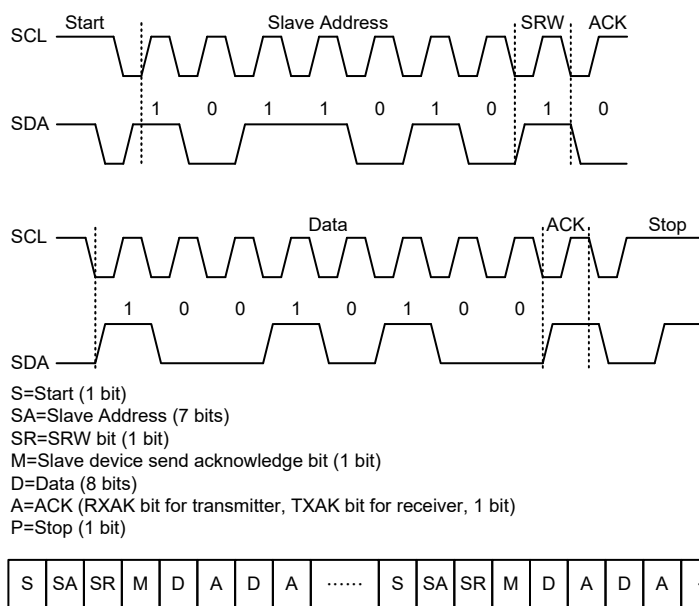 Start Slave Address SRW ACK
SCL
1 0 1 1 0 1 0 1 0
SDA
Data ACK Stop
SCL
1 0 0 1 0 1 0 0
SDA
S=Start (1 bit)
SA=Slave Address (7 bits)
SR=SRW bit (1 bit)
M=Slave device send acknowledge bit (1 bit)
D=Data (8 bits)
A=ACK (RXAK bit for transmitter, TXAK bit for receiver, 1 bit)
P=Stop (1 bit)
S SA SR M D A D A ...... S SA SR M D A D A